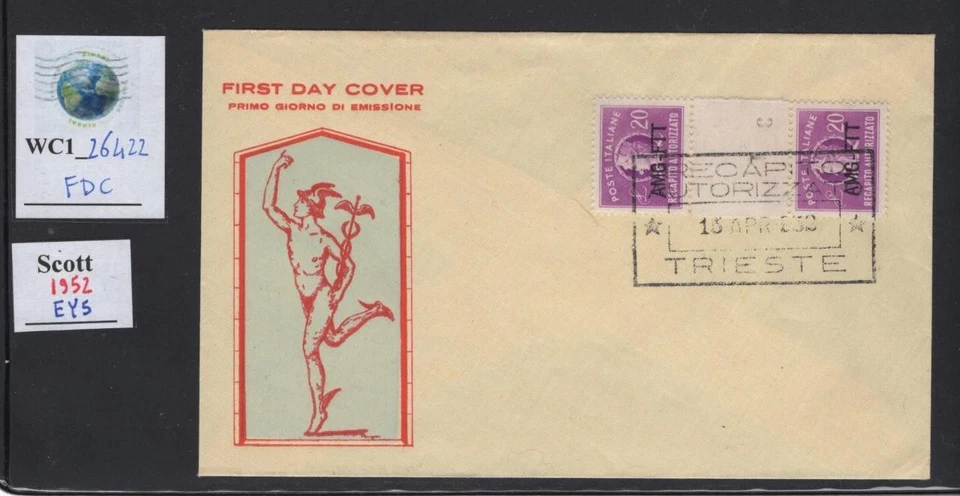 WC1_26422
FDC
Scott
1952
EY5
FIRST DAY COVER
PRIMO GIORNO DI EMISSIONE
POSTE ITALIANE
20
AMG-FTT
RECAPITO AUTORIZZATO
3
POSTE ITALIANE
20
AMG-FTT
RECAPITO AUTORIZZATO
TRIESTE